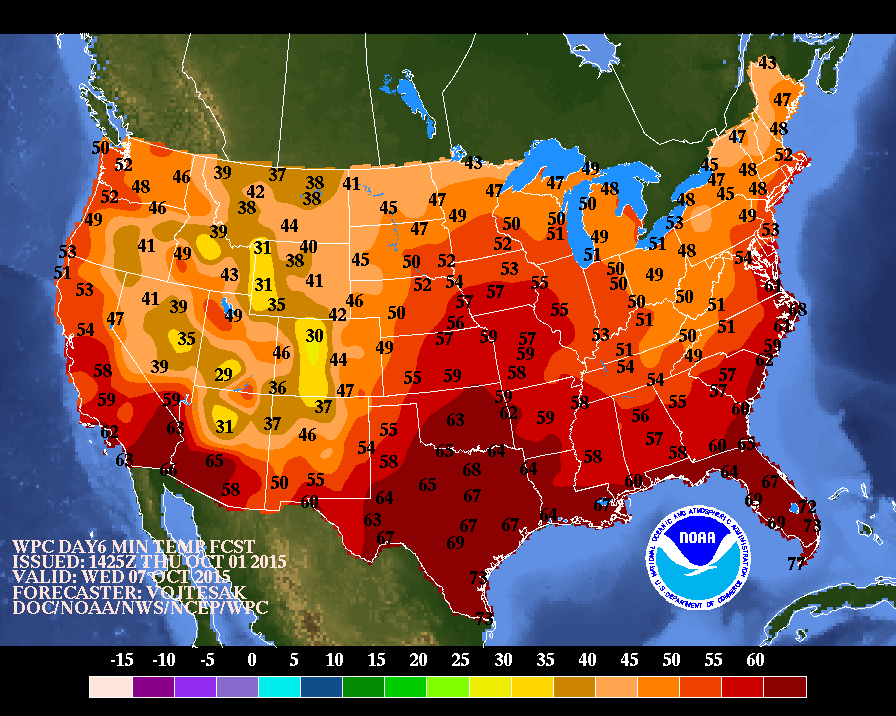 43
47
50 47 48
52 39 37 43 49 45 48 52
48 46 42 38 41 47 47 48 47 45 48
52 46 38 38 45 47 50 48
49 39 44 47 49 50 50 51 49 53 49 53
53 41 49 31 40 52 51 48 54
51 43 31 38 41 45 50 52 53 50 49
53 41 39 49 35 46 52 54 57 57 55 50 50 50 51
54 47 35 30 42 50 56 57 59 57 55 53 51 50 51
58 39 29 46 44 49 59 58 51 54 49 59 62
59 59 36 47 55 59 58 54 55 57 57
62 63 31 37 37 46 55 63 62 59 56 69
63 65 54 58 65 64 57 58 60
58 50 55 65 68 64 58 60 64 67
60 64 67 64 67 72
63 67 67 67 69 73
67 69 77
73
WPC DAY6 MIN TEMP FCST
ISSUED: 1425Z THU OCT 01 2015
VALID: WED 07 OCT 2015
FORECASTER: VOJTESAK
DOC/NOAA/NWS/NCEP/WPC
NATIONAL OCEANIC AND ATMOSPHERIC ADMINISTRATION
NOAA
U.S. DEPARTMENT OF COMMERCE
-15 -10 -5 0 5 10 15 20 25 30 35 40 45 50 55 60